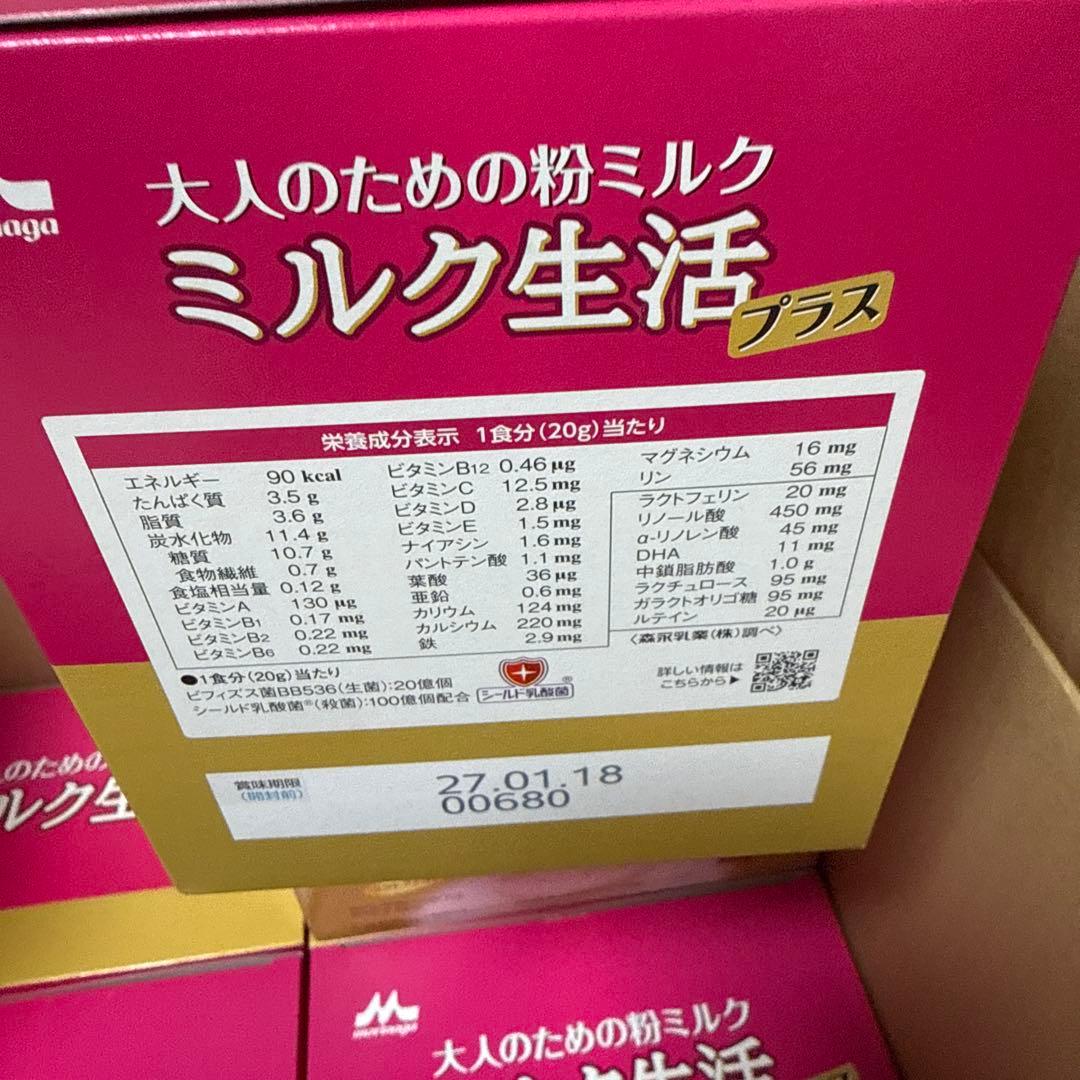 大人のための粉ミルク
ミルク生活
プラス
栄養成分表示 1食分(20g)当たり
エネルギー 90 kcal
たんぱく質 3.5 g
脂質 3.6 g
炭水化物 11.4 g
糖質 10.7 g
食物繊維 0.7 g
食塩相当量 0.12 g
ビタミンA 130 μg
ビタミンB1 0.17 mg
ビタミンB2 0.22 mg
ビタミンB6 0.22 mg
ビタミンB12 0.46 μg
ビタミンC 12.5 mg
ビタミンD 2.8 μg
ビタミンE 1.5 mg
ナイアシン 1.6 mg
パントテン酸 1.1 mg
葉酸 36 μg
亜鉛 0.6 mg
カリウム 124 mg
カルシウム 220 mg
鉄 2.9 mg
マグネシウム 16 mg
リン 56 mg
ラクトフェリン 20 mg
リノール酸 450 mg
α-リノレン酸 45 mg
DHA 11 mg
中鎖脂肪酸 1.0 g
ラクチュロース 95 mg
ガラクトオリゴ糖 95 mg
ルテイン 20 μg
〈森永乳業(株)調べ〉
●1食分(20g)当たり
ビフィズス菌BB536(生菌):20億個
シールド乳酸菌®(殺菌):100億個配合
シールド乳酸菌®
詳しい情報は
こちらから▶
賞味期限
(開封前)
27.01.18
00680
のための
ルク生
morinaga
大人のための粉ミルク